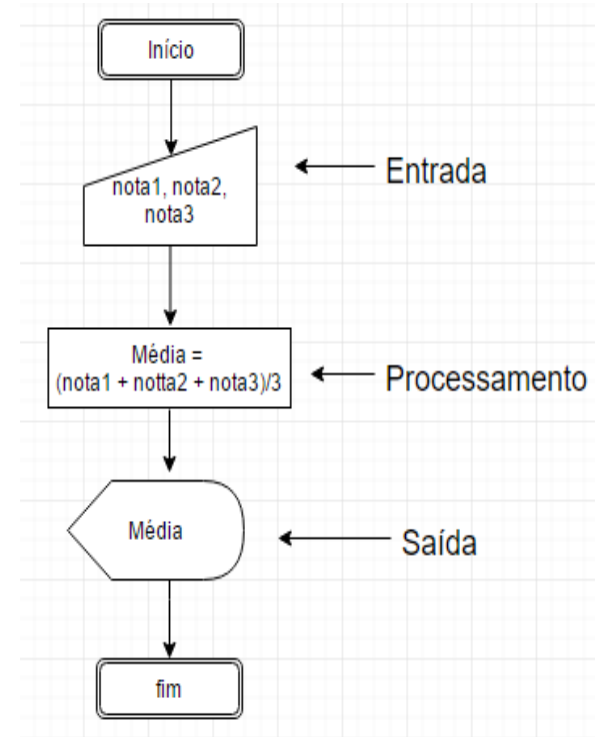 Início
nota1, nota2,
nota3
Entrada
Média =
(nota1 + notta2 + nota3)/3
Processamento
Média
Saída
fim